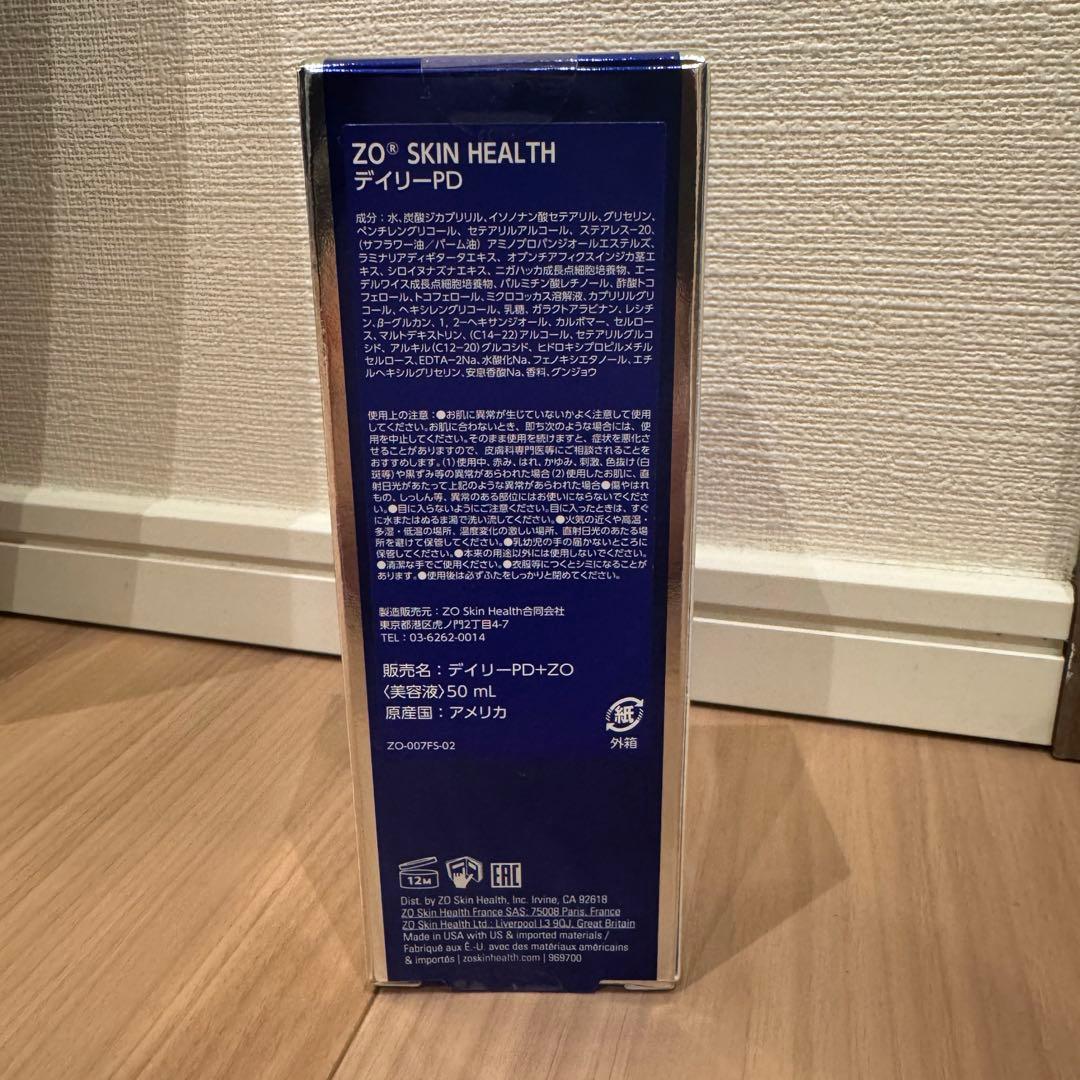 ZO® SKIN HEALTH
デイリーPD
成分：水、炭酸ジカプリリル、イソノナン酸セテアリル、グリセリン、
ペンチレングリコール、セテアリルアルコール、ステアレス-20、
（サフラワー油／パーム油）アミノプロパンジオールエステルズ、
ラミナリアディギタータエキス、オプンチアフィクスインジカ茎エ
キス、シロイヌナズナエキス、ニガハッカ成長点細胞培養物、エー
デルワイス成長点細胞培養物、パルミチン酸レチノール、酢酸トコ
フェロール、トコフェロール、ミクロコッカス溶解液、カプリリルグリ
コール、ヘキシレングリコール、乳糖、ガラクトアラビナン、レシチ
ン、β-グルカン、1，2-ヘキサンジオール、カルボマー、セルロー
ス、マルトデキストリン、（C14-22）アルコール、セテアリルグルコ
シド、アルキル（C12-20）グルコシド、ヒドロキシプロピルメチル
セルロース、EDTA-2Na、水酸化Na、フェノキシエタノール、エチ
ルヘキシルグリセリン、安息香酸Na、香料、グンジョウ
使用上の注意：●お肌に異常が生じていないかよく注意して使用
してください。お肌に合わないとき、即ち次のような場合には、使
用を中止してください。そのまま使用を続けますと、症状を悪化さ
せることがありますので、皮膚科専門医等にご相談されることを
おすすめします。（1）使用中、赤み、はれ、かゆみ、刺激、色抜け（白
斑等）や黒ずみ等の異常があらわれた場合（2）使用したお肌に、直
射日光があたって上記のような異常があらわれた場合●傷やはれ
もの、しっしん等、異常のある部位にはお使いにならないでくださ
い。●目に入らないようにご注意ください。目に入ったときは、すぐ
に水またはぬるま湯で洗い流してください。●火気の近くや高温・
多湿・低温の場所、温度変化の激しい場所、直射日光のあたる場
所を避けて保管してください。●乳幼児の手の届かないところに
保管してください。●本来の用途以外には使用しないでください。
●清潔な手でご使用ください。●衣服等につくとシミになることが
あります。●使用後は必ずふたをしっかりと閉めてください。
製造販売元：ZO Skin Health合同会社
東京都港区虎ノ門2丁目4-7
TEL：03-6262-0014
販売名：デイリーPD+ZO
〈美容液〉50 mL
原産国：アメリカ
紙
外箱
ZO-007FS-02
12M
EAC
Dist. by ZO Skin Health, Inc. Irvine, CA 92618
ZO Skin Health France SAS: 75008 Paris, France
ZO Skin Health Ltd.: Liverpool L3 9QJ, Great Britain
Made in USA with US & imported materials /
Fabriqué aux É.-U. avec des matériaux américains
& importés | zoskinhealth.com | 969700